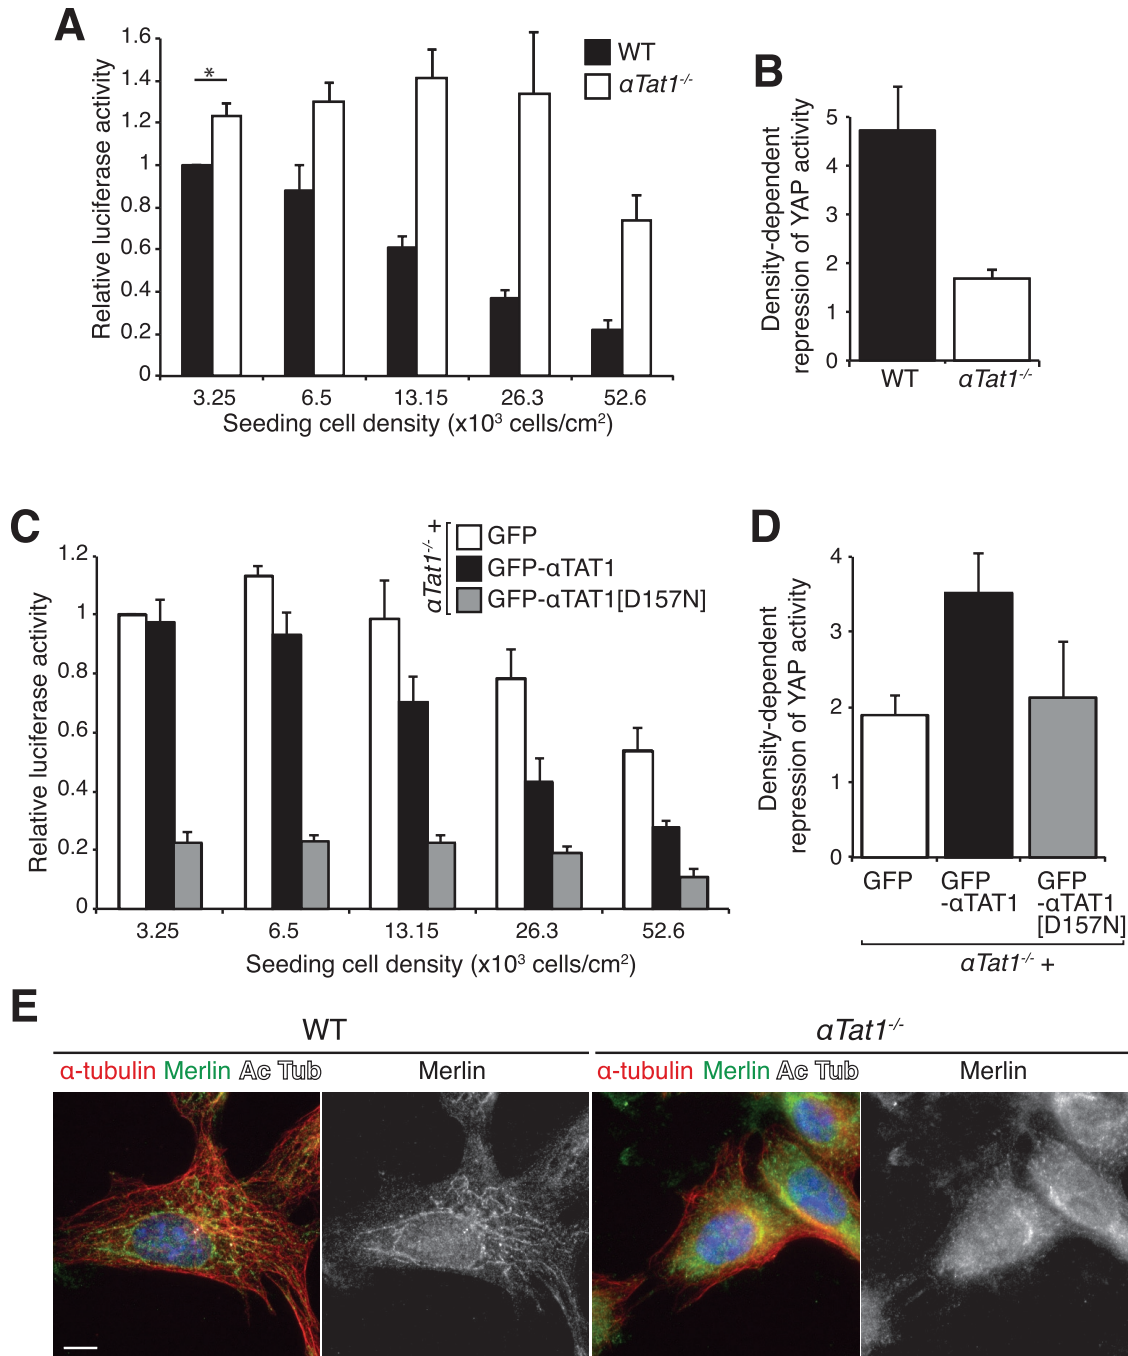 A
Relative luciferase activity
1.6
1.4
1.2
1
0.8
0.6
0.4
0.2
0
*
WT
αTat1-/-
3.25 6.5 13.15 26.3 52.6
Seeding cell density (x10³ cells/cm²)
B
Density-dependent
repression of YAP activity
5
4
3
2
1
0
WT αTat1-/-
C
Relative luciferase activity
1.2
1
0.8
0.6
0.4
0.2
0
αTat1-/- +
GFP
GFP-αTAT1
GFP-αTAT1[D157N]
3.25 6.5 13.15 26.3 52.6
Seeding cell density (x10³ cells/cm²)
D
Density-dependent
repression of YAP activity
4
3
2
1
0
GFP GFP GFP
-αTAT1 -αTAT1
[D157N]
αTat1-/- +
E
WT αTat1-/-
α-tubulin Merlin Ac Tub Merlin α-tubulin Merlin Ac Tub Merlin